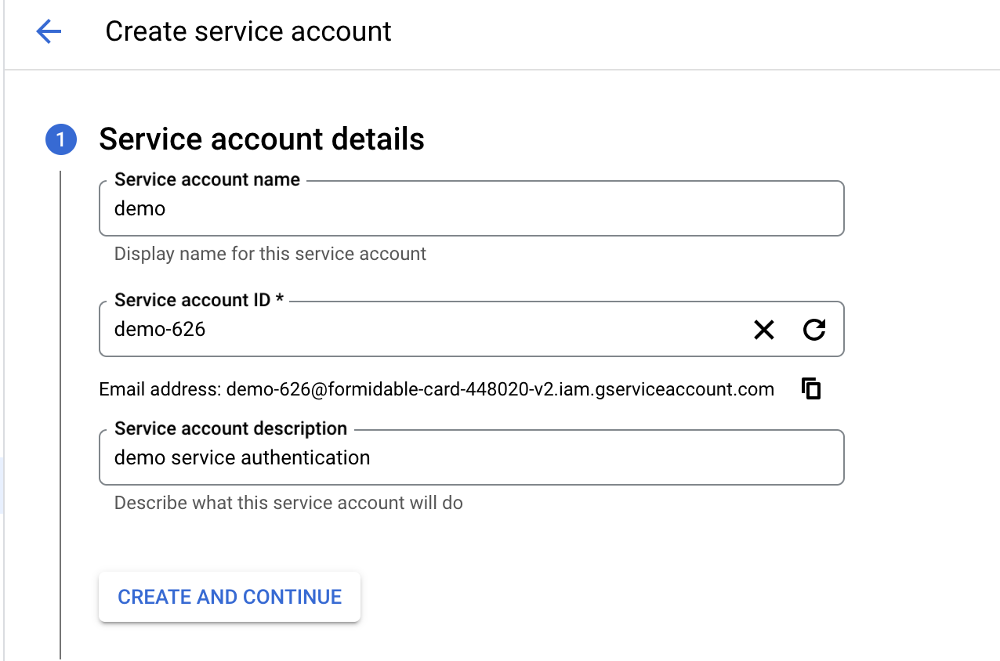 Create service account
1 Service account details
Service account name
demo
Display name for this service account
Service account ID *
demo-626
Email address: demo-626@formidable-card-448020-v2.iam.gserviceaccount.com
Service account description
demo service authentication
Describe what this service account will do
CREATE AND CONTINUE